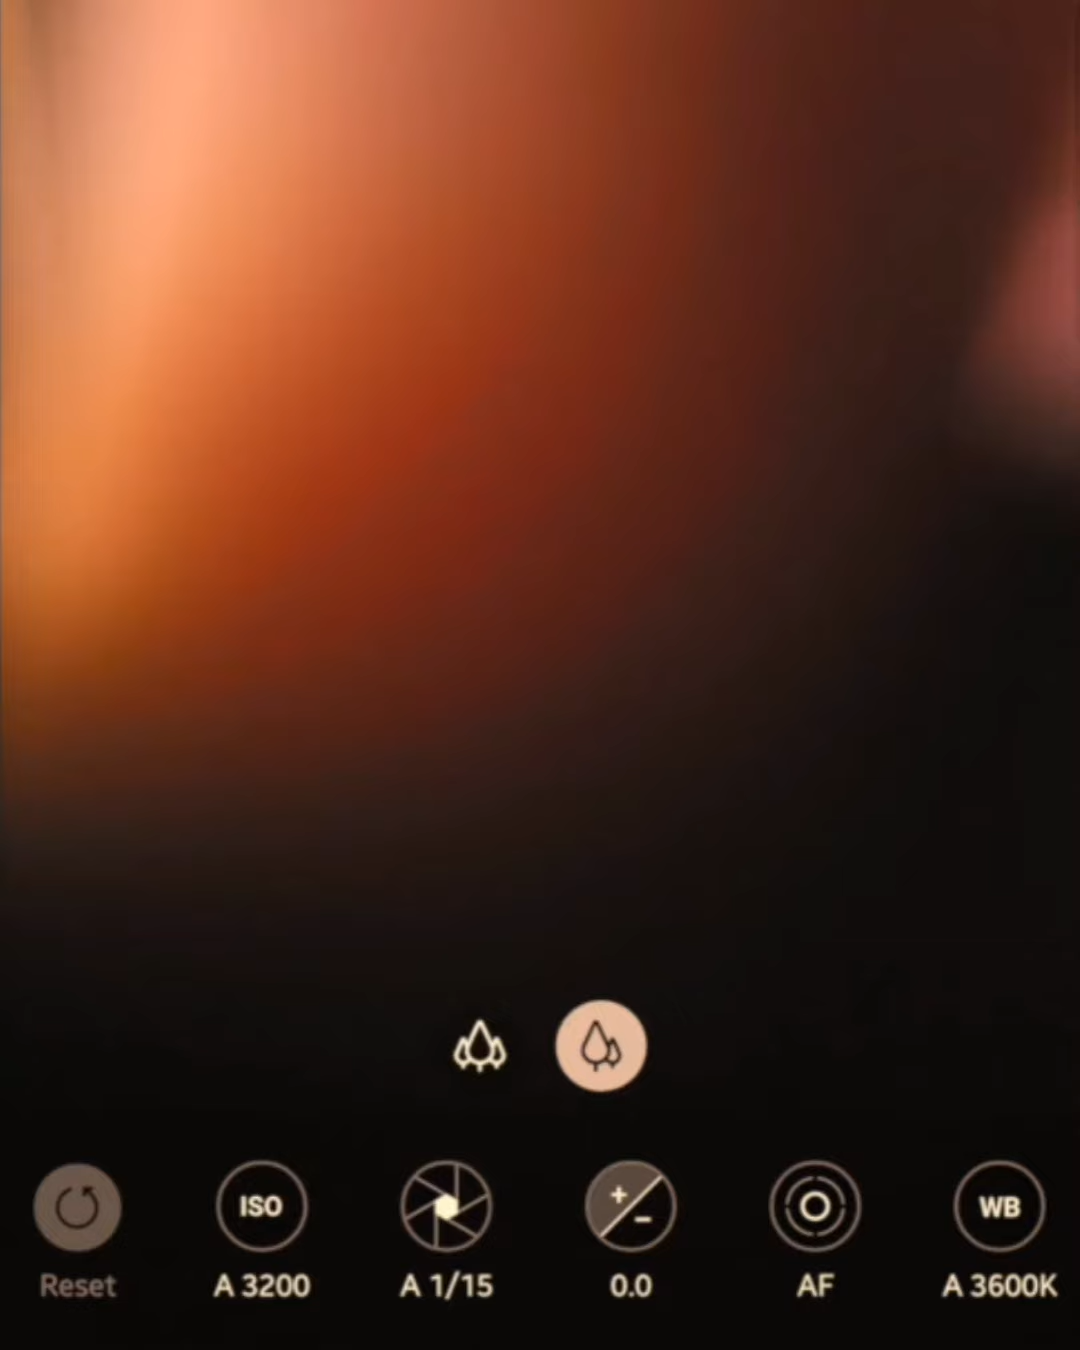 ISO
+
-
WB
Reset
A 3200
A 1/15
0.0
AF
A 3600K